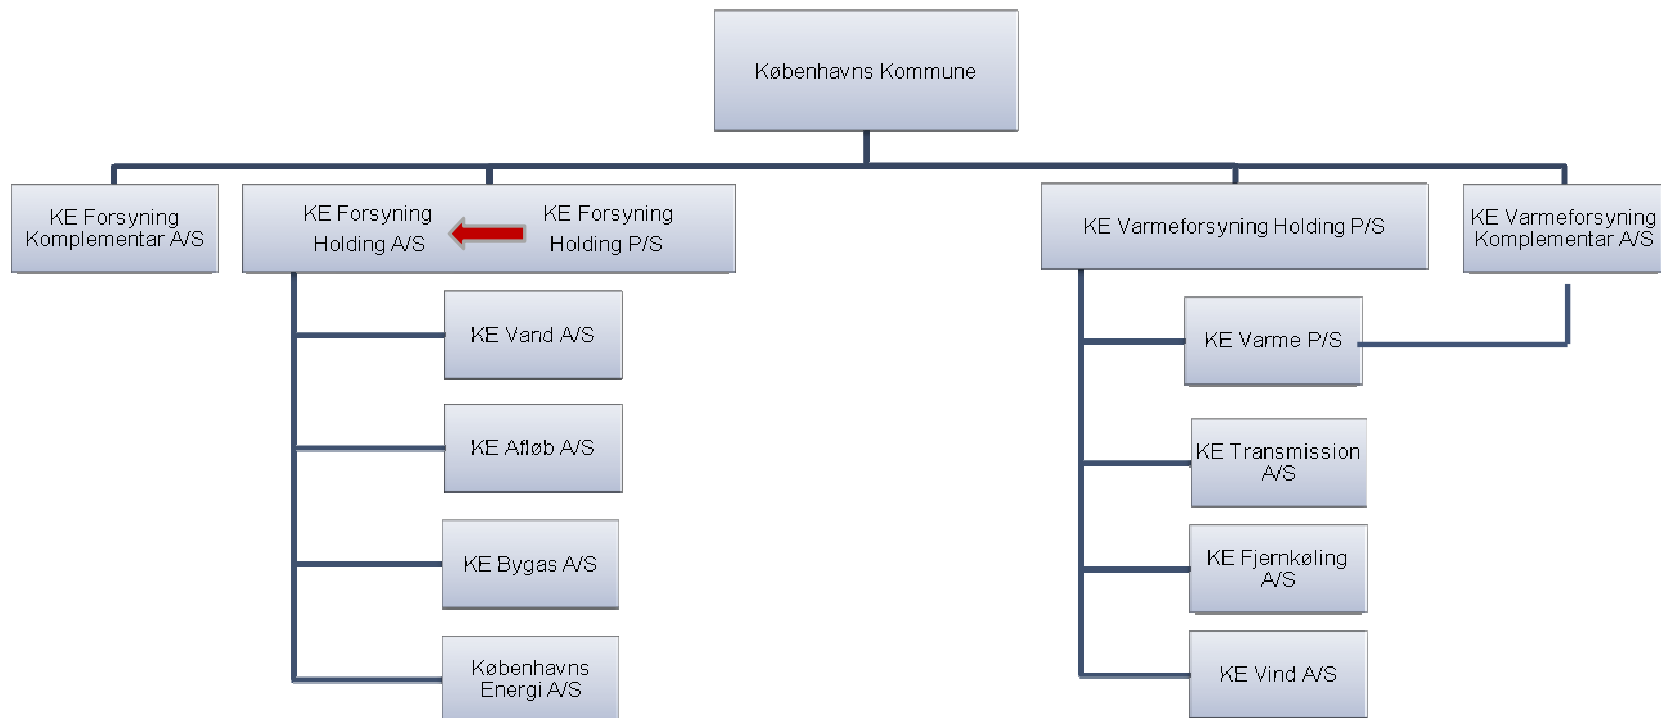 Københavns Kommune
KE Forsyning
Komplementar A/S
KE Forsyning
Holding A/S
KE Forsyning
Holding P/S
KE Varmeforsyning Holding P/S
KE Varmeforsyning
Komplementar A/S
KE Vand A/S
KE Afløb A/S
KE Bygas A/S
Københavns
Energi A/S
KE Varme P/S
KE Transmission
A/S
KE Fjernkøling
A/S
KE Vind A/S